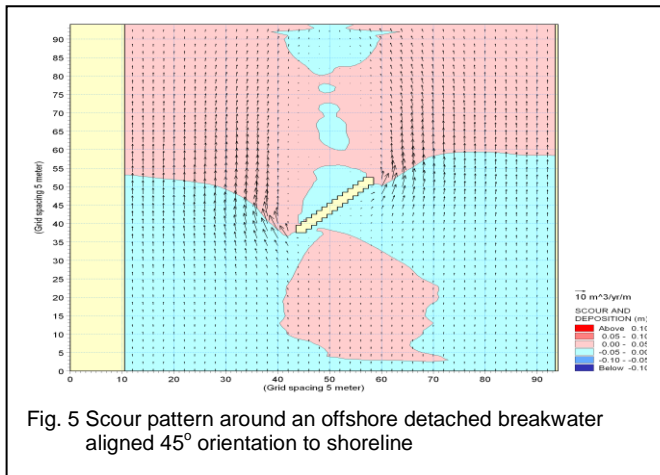 90
85
80
75
70
65
60
55
50
45
40
35
30
25
20
15
10
5
0
(Grid spacing 5 meter)
0 10 20 30 40 50 60 70 80 90
(Grid spacing 5 meter)
10 m^3/yr/m
SCOUR AND
DEPOSITION (m)
Above 0.10
0.05 - 0.10
0.00 - 0.05
-0.05 - 0.00
-0.10 - -0.05
Below -0.10
Fig. 5 Scour pattern around an offshore detached breakwater
aligned 45° orientation to shoreline